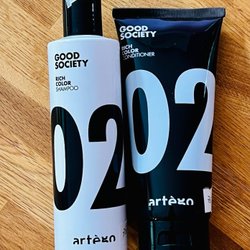 GOOD
SOCIETY
RICH
COLOR
SHAMPOO
02
artègo
GOOD
SOCIETY
RICH
COLOR
CONDITIONER
02
artègo